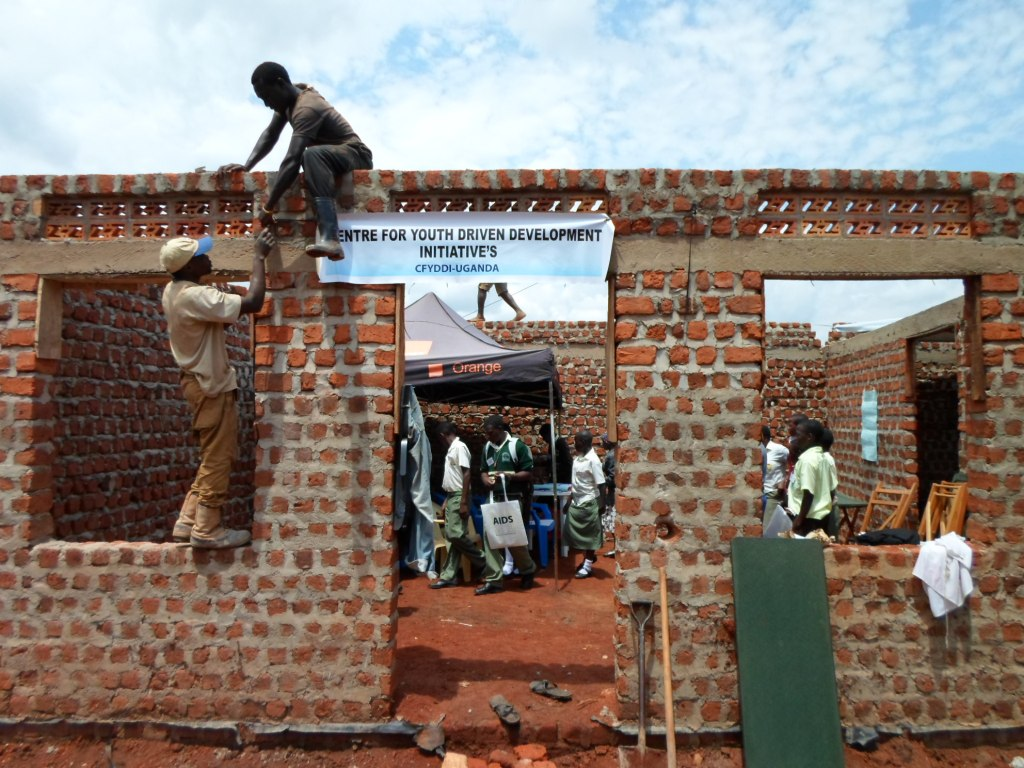 ENTRE FOR YOUTH DRIVEN DEVELOPMENT
INITIATIVE'S
CFYDDI-UGANDA
Orange
AIDS